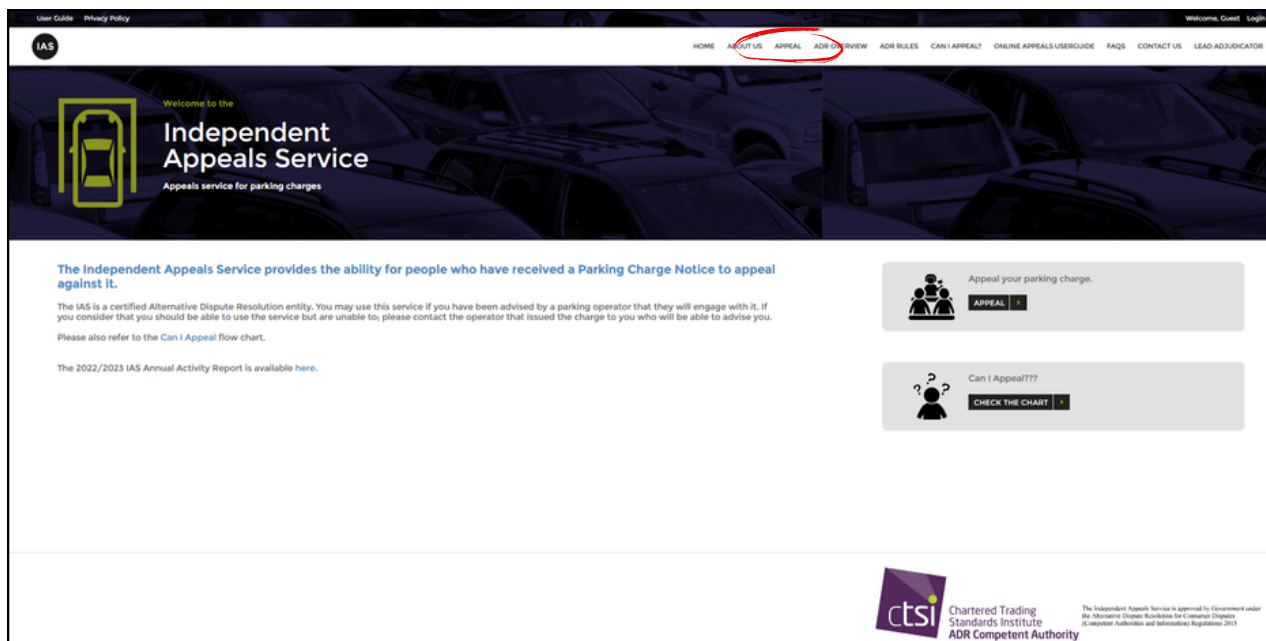 User Guide Privacy Policy
Welcome, Guest Login
IAS
HOME ABOUT US APPEAL ADR OVERVIEW ADR RULES CAN I APPEAL? ONLINE APPEALS USERGUIDE FAQS CONTACT US LEAD ADJUDICATOR
Welcome to the
Independent
Appeals Service
Appeals service for parking charges
The Independent Appeals Service provides the ability for people who have received a Parking Charge Notice to appeal
against it.
The IAS is a certified Alternative Dispute Resolution entity. You may use this service if you have been advised by a parking operator that they will engage with it. If
you consider that you should be able to use the service but are unable to; please contact the operator that issued the charge to you who will be able to advise you.
Please also refer to the Can I Appeal flow chart.
The 2022/2023 IAS Annual Activity Report is available here.
Appeal your parking charge.
APPEAL
? ? ?
Can I Appeal???
CHECK THE CHART
ctsi
Chartered Trading
Standards Institute
ADR Competent Authority
The Independent Appeals Service is approved by Government under
the Alternative Dispute Resolution for Consumer Disputes
(Competent Authorities and Information) Regulations 2015